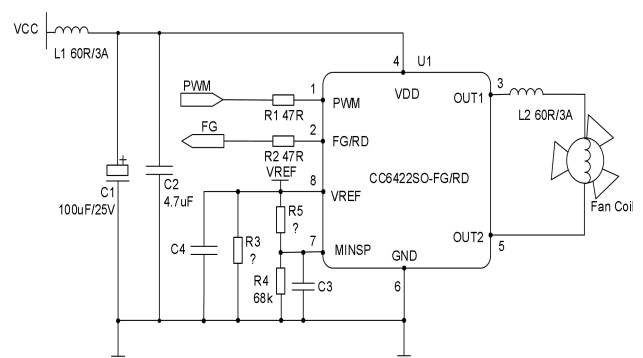 VCC
L1 60R/3A
4
U1
VDD
PWM
1
PWM
R1 47R
FG
2
FG/RD
R2 47R
VREF
8
VREF
3
OUT1
L2 60R/3A
CC6422SO-FG/RD
C1
100uF/25V
C2
4.7uF
C4
R3
?
R5
?
7
MINSP
R4
68k
C3
GND
6
OUT2
5
Fan Coil
+